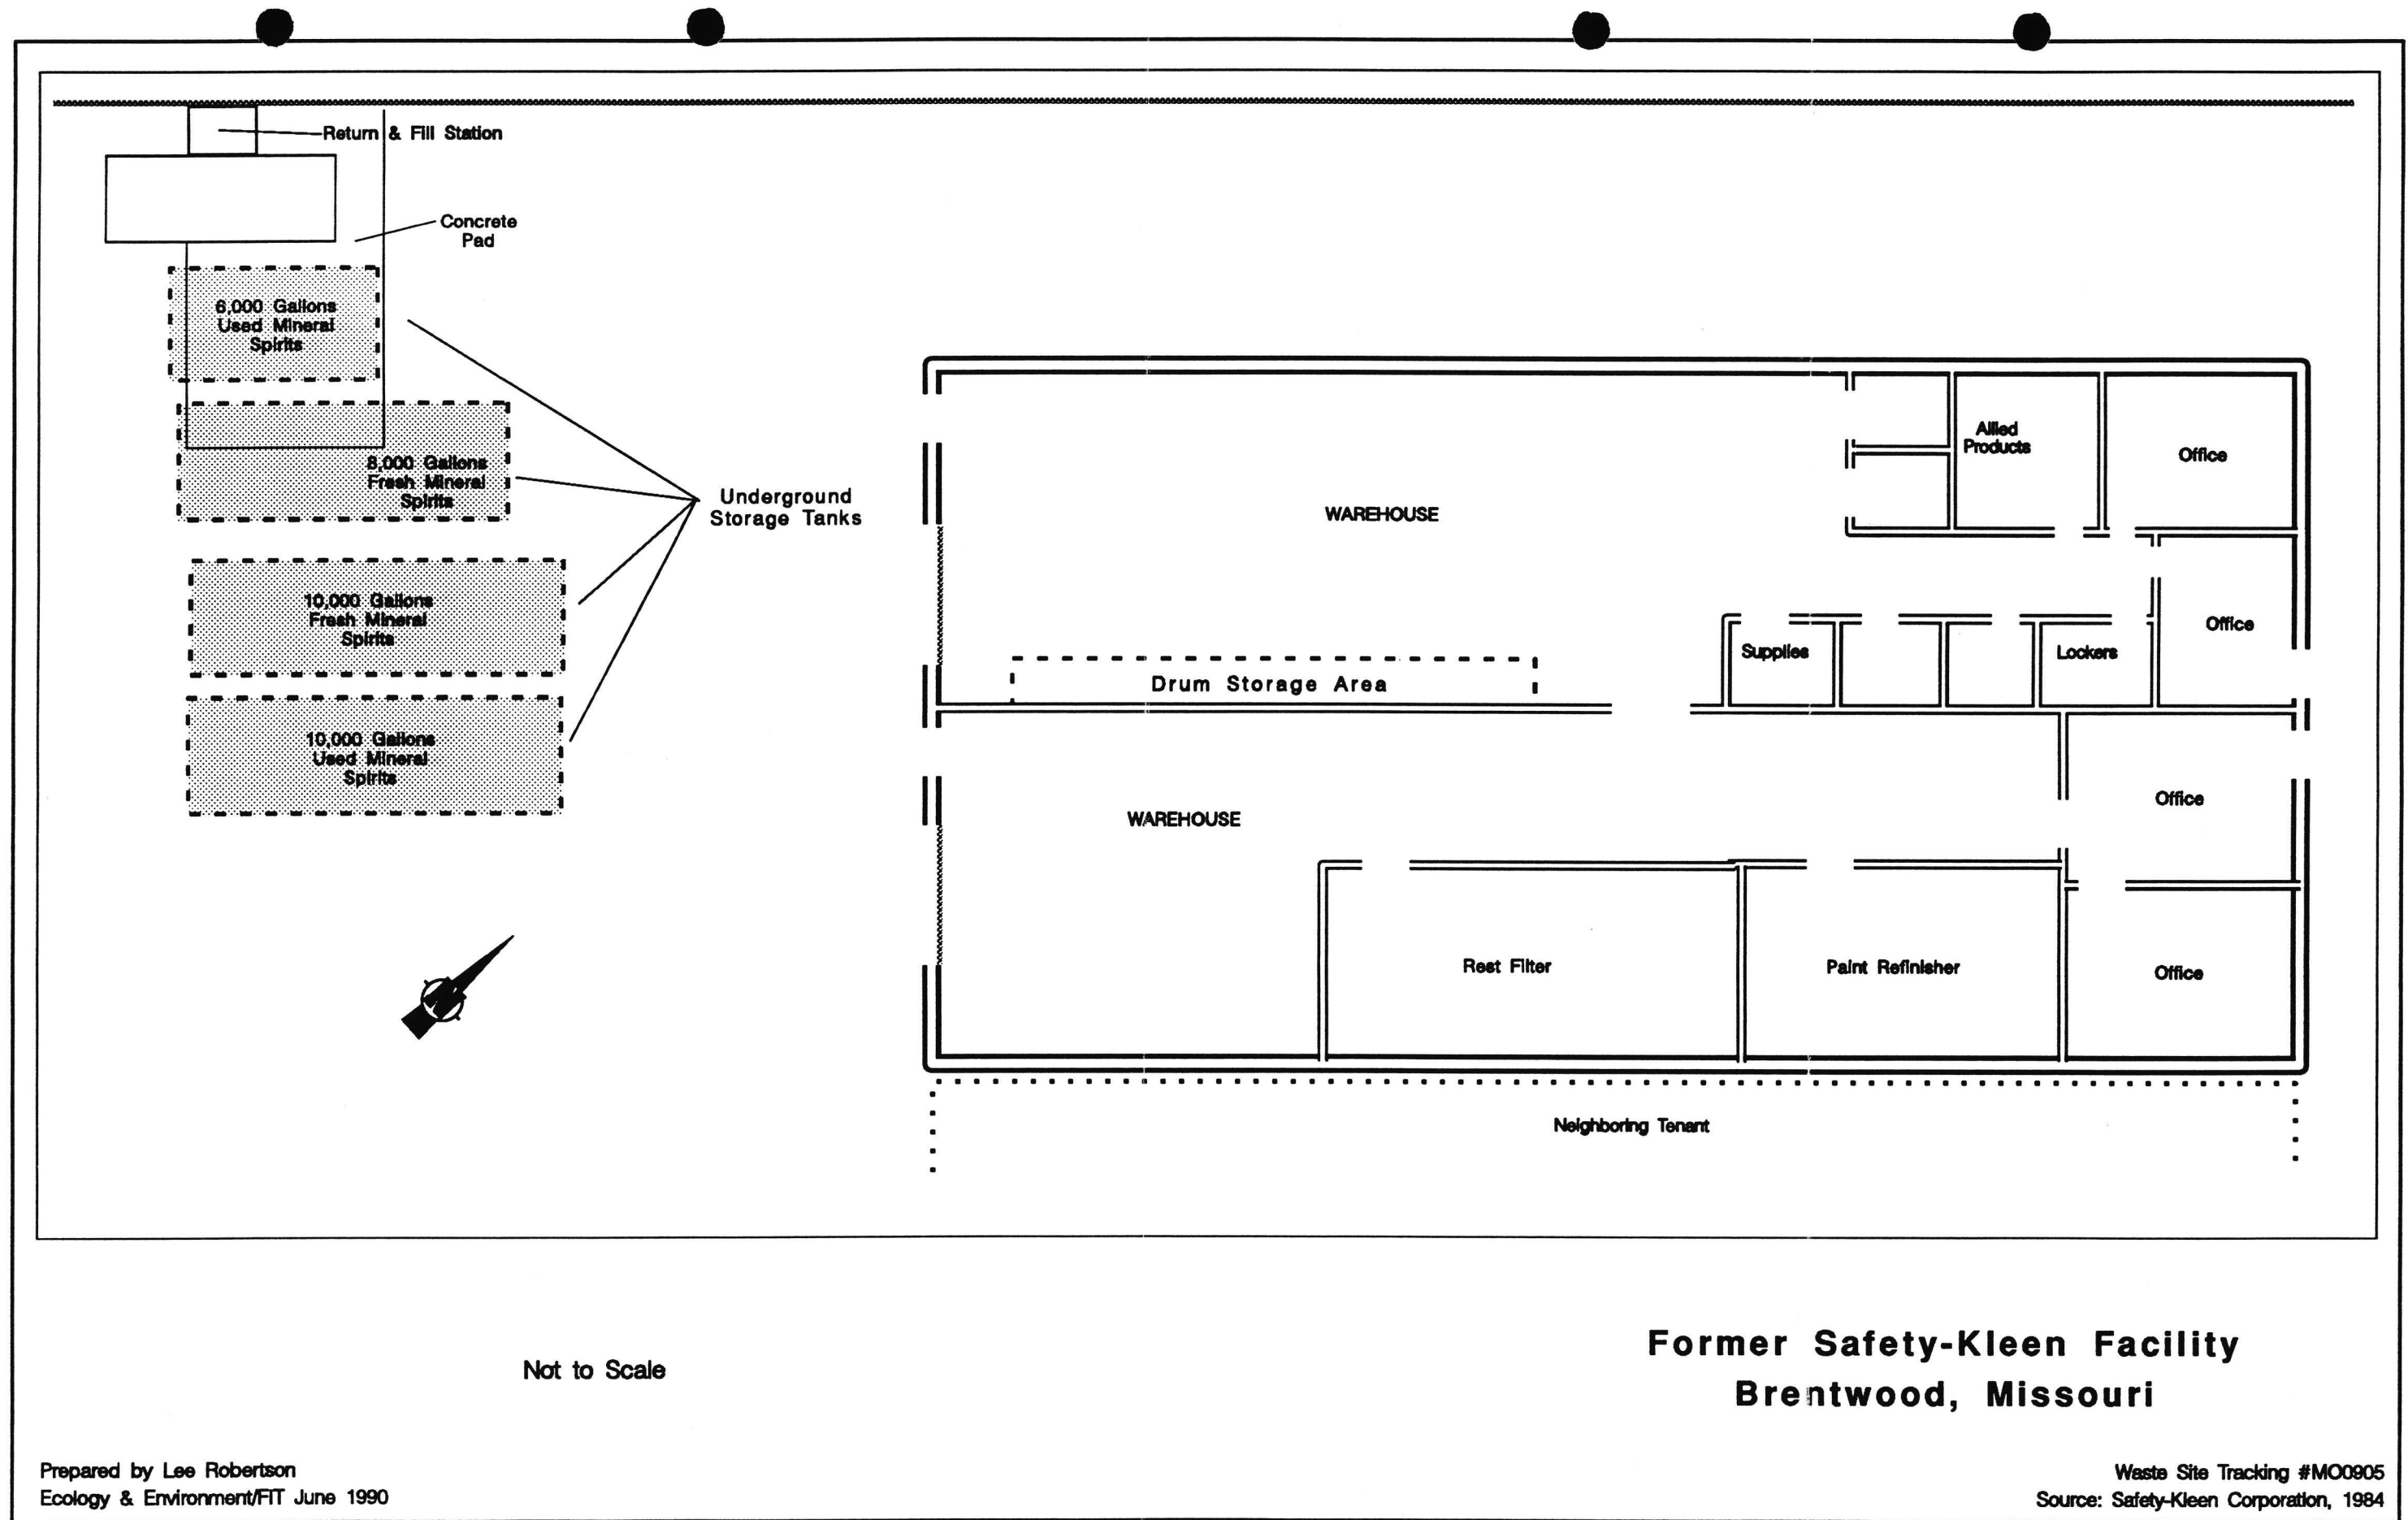 Return & Fill Station
Concrete
Pad
6,000 Gallons
Used Mineral
Spirits
8,000 Gallons
Fresh Mineral
Spirits
Underground
Storage Tanks
10,000 Gallons
Fresh Mineral
Spirits
10,000 Gallons
Used Mineral
Spirits
WAREHOUSE
Allied
Products
Office
Office
Supplies
Lockers
Drum Storage Area
WAREHOUSE
Office
Rest Filter
Paint Refinisher
Office
Neighboring Tenant
Not to Scale
Former Safety-Kleen Facility
Brentwood, Missouri
Prepared by Lee Robertson
Ecology & Environment/FIT June 1990
Waste Site Tracking #MO0905
Source: Safety-Kleen Corporation, 1984